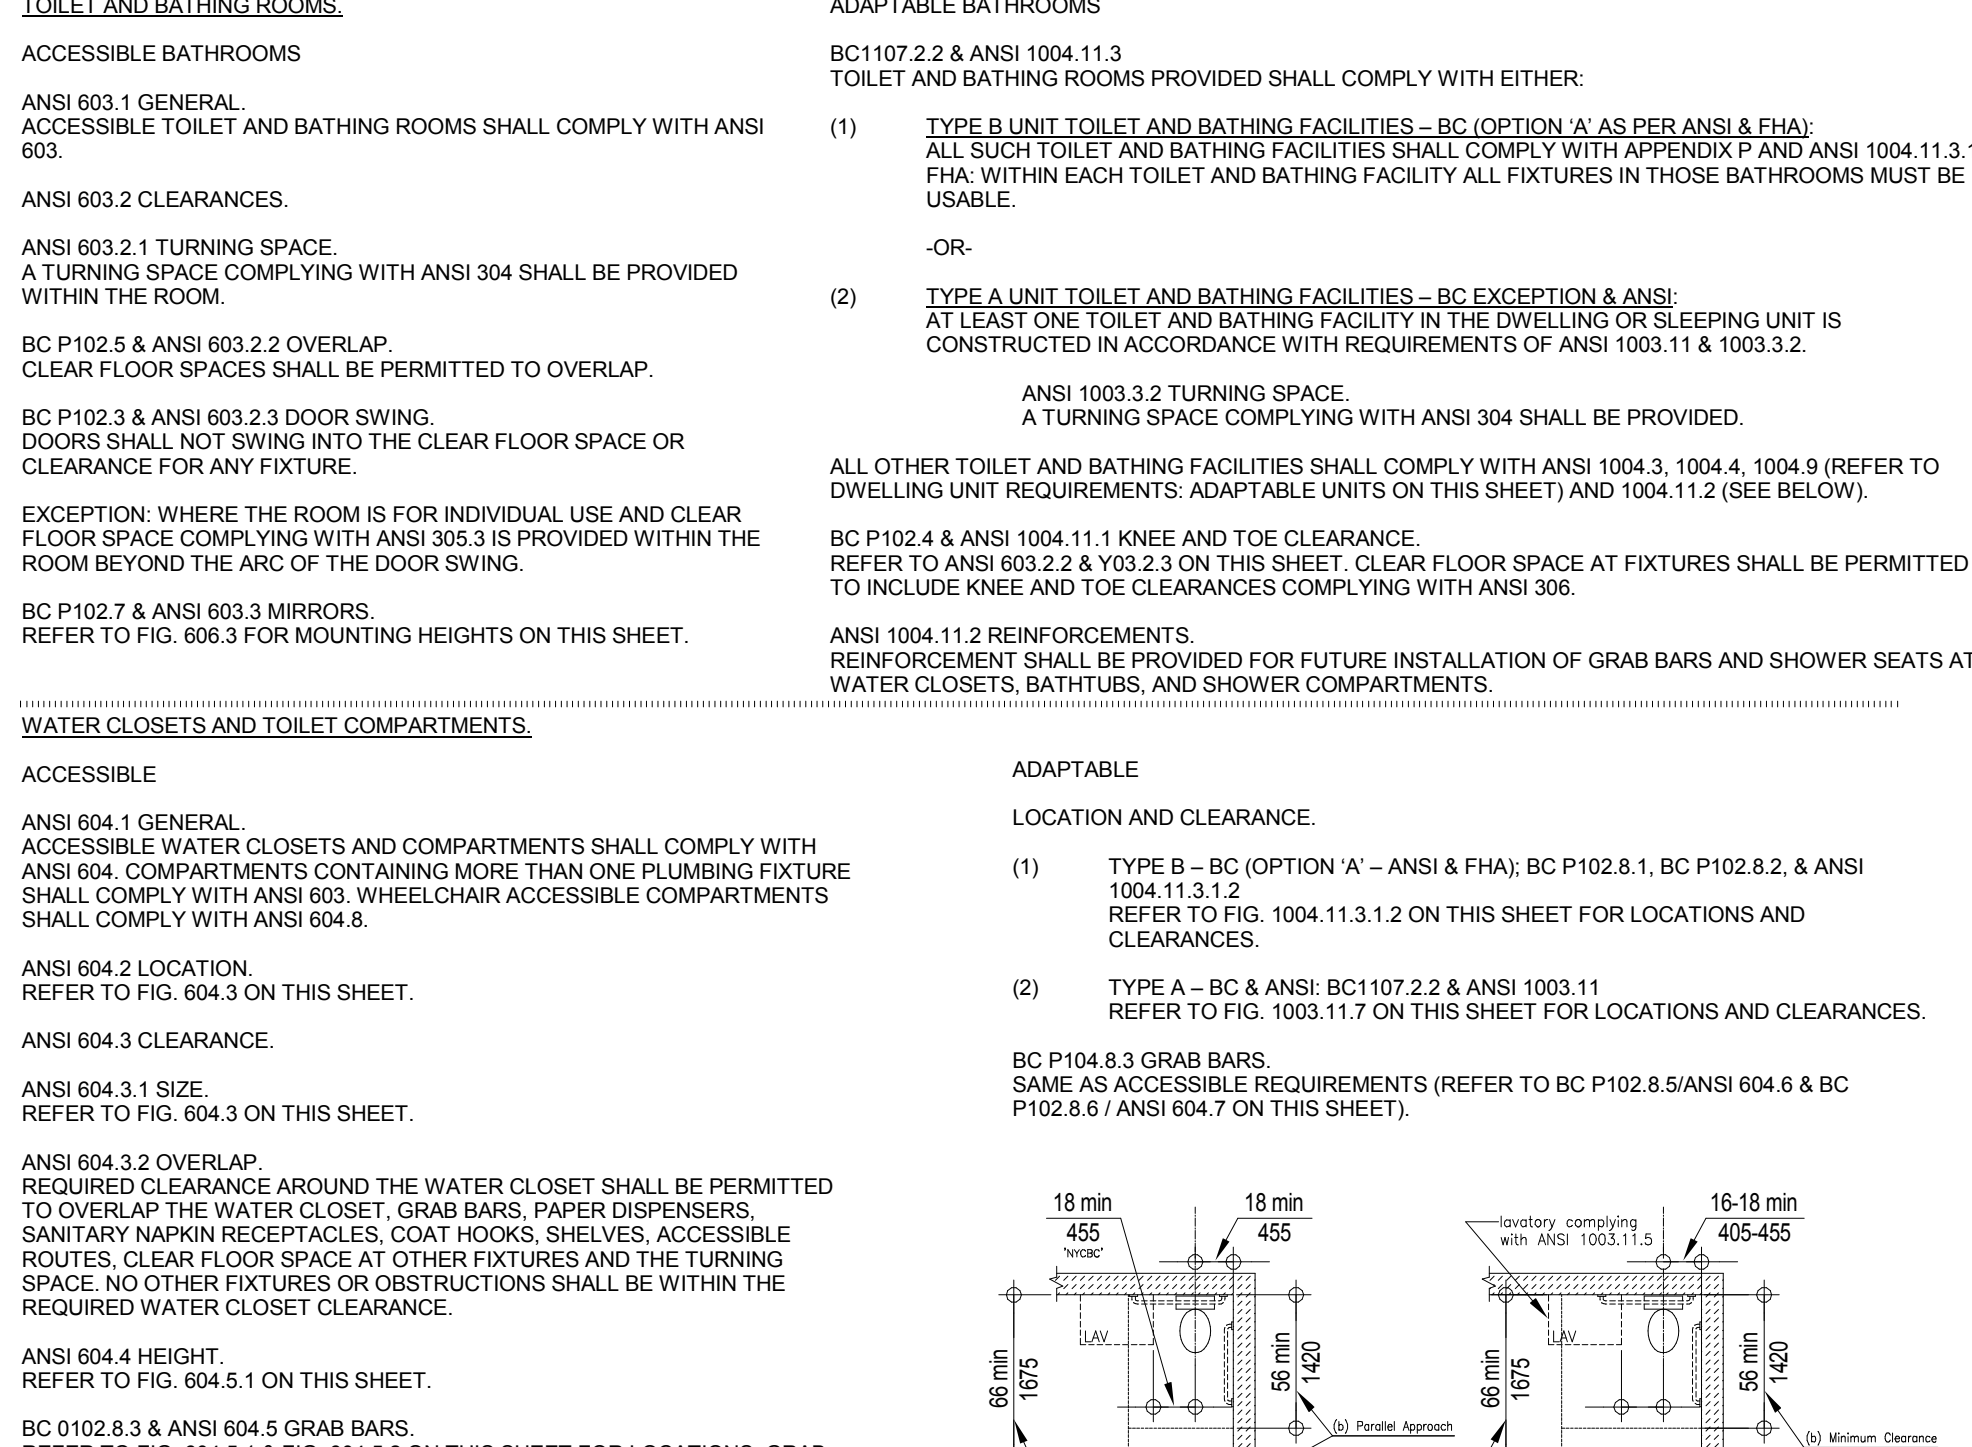 TOILET AND BATHING ROOMS.
ACCESSIBLE BATHROOMS
ANSI 603.1 GENERAL.
ACCESSIBLE TOILET AND BATHING ROOMS SHALL COMPLY WITH ANSI
603.
ANSI 603.2 CLEARANCES.
ANSI 603.2.1 TURNING SPACE.
A TURNING SPACE COMPLYING WITH ANSI 304 SHALL BE PROVIDED
WITHIN THE ROOM.
BC P102.5 & ANSI 603.2.2 OVERLAP.
CLEAR FLOOR SPACES SHALL BE PERMITTED TO OVERLAP.
BC P102.3 & ANSI 603.2.3 DOOR SWING.
DOORS SHALL NOT SWING INTO THE CLEAR FLOOR SPACE OR
CLEARANCE FOR ANY FIXTURE.
EXCEPTION: WHERE THE ROOM IS FOR INDIVIDUAL USE AND CLEAR
FLOOR SPACE COMPLYING WITH ANSI 305.3 IS PROVIDED WITHIN THE
ROOM BEYOND THE ARC OF THE DOOR SWING.
BC P102.7 & ANSI 603.3 MIRRORS.
REFER TO FIG. 606.3 FOR MOUNTING HEIGHTS ON THIS SHEET.
ADAPTABLE BATHROOMS
BC1107.2.2 & ANSI 1004.11.3
TOILET AND BATHING ROOMS PROVIDED SHALL COMPLY WITH EITHER:
(1) TYPE B UNIT TOILET AND BATHING FACILITIES – BC (OPTION ‘A’ AS PER ANSI & FHA):
ALL SUCH TOILET AND BATHING FACILITIES SHALL COMPLY WITH APPENDIX P AND ANSI 1004.11.3.1
FHA: WITHIN EACH TOILET AND BATHING FACILITY ALL FIXTURES IN THOSE BATHROOMS MUST BE
USABLE.
-OR-
(2) TYPE A UNIT TOILET AND BATHING FACILITIES – BC EXCEPTION & ANSI:
AT LEAST ONE TOILET AND BATHING FACILITY IN THE DWELLING OR SLEEPING UNIT IS
CONSTRUCTED IN ACCORDANCE WITH REQUIREMENTS OF ANSI 1003.11 & 1003.3.2.
ANSI 1003.3.2 TURNING SPACE.
A TURNING SPACE COMPLYING WITH ANSI 304 SHALL BE PROVIDED.
ALL OTHER TOILET AND BATHING FACILITIES SHALL COMPLY WITH ANSI 1004.3, 1004.4, 1004.9 (REFER TO
DWELLING UNIT REQUIREMENTS: ADAPTABLE UNITS ON THIS SHEET) AND 1004.11.2 (SEE BELOW).
BC P102.4 & ANSI 1004.11.1 KNEE AND TOE CLEARANCE.
REFER TO ANSI 603.2.2 & Y03.2.3 ON THIS SHEET. CLEAR FLOOR SPACE AT FIXTURES SHALL BE PERMITTED
TO INCLUDE KNEE AND TOE CLEARANCES COMPLYING WITH ANSI 306.
ANSI 1004.11.2 REINFORCEMENTS.
REINFORCEMENT SHALL BE PROVIDED FOR FUTURE INSTALLATION OF GRAB BARS AND SHOWER SEATS AT
WATER CLOSETS, BATHTUBS, AND SHOWER COMPARTMENTS.
WATER CLOSETS AND TOILET COMPARTMENTS.
ACCESSIBLE
ANSI 604.1 GENERAL.
ACCESSIBLE WATER CLOSETS AND COMPARTMENTS SHALL COMPLY WITH
ANSI 604. COMPARTMENTS CONTAINING MORE THAN ONE PLUMBING FIXTURE
SHALL COMPLY WITH ANSI 603. WHEELCHAIR ACCESSIBLE COMPARTMENTS
SHALL COMPLY WITH ANSI 604.8.
ANSI 604.2 LOCATION.
REFER TO FIG. 604.3 ON THIS SHEET.
ANSI 604.3 CLEARANCE.
ANSI 604.3.1 SIZE.
REFER TO FIG. 604.3 ON THIS SHEET.
ANSI 604.3.2 OVERLAP.
REQUIRED CLEARANCE AROUND THE WATER CLOSET SHALL BE PERMITTED
TO OVERLAP THE WATER CLOSET, GRAB BARS, PAPER DISPENSERS,
SANITARY NAPKIN RECEPTACLES, COAT HOOKS, SHELVES, ACCESSIBLE
ROUTES, CLEAR FLOOR SPACE AT OTHER FIXTURES AND THE TURNING
SPACE. NO OTHER FIXTURES OR OBSTRUCTIONS SHALL BE WITHIN THE
REQUIRED WATER CLOSET CLEARANCE.
ANSI 604.4 HEIGHT.
REFER TO FIG. 604.5.1 ON THIS SHEET.
BC 0102.8.3 & ANSI 604.5 GRAB BARS.
REFER TO FIG. 604.5.1 & FIG. 604.5.2 ON THIS SHEET FOR LOCATIONS. GRAB
ADAPTABLE
LOCATION AND CLEARANCE.
(1) TYPE B – BC (OPTION ‘A’ – ANSI & FHA); BC P102.8.1, BC P102.8.2, & ANSI
1004.11.3.1.2
REFER TO FIG. 1004.11.3.1.2 ON THIS SHEET FOR LOCATIONS AND
CLEARANCES.
(2) TYPE A – BC & ANSI: BC1107.2.2 & ANSI 1003.11
REFER TO FIG. 1003.11.7 ON THIS SHEET FOR LOCATIONS AND CLEARANCES.
BC P104.8.3 GRAB BARS.
SAME AS ACCESSIBLE REQUIREMENTS (REFER TO BC P102.8.5/ANSI 604.6 & BC
P102.8.6 / ANSI 604.7 ON THIS SHEET).
18 min
455
"NYCBC"
18 min
455
LAV
66 min
1675
56 min
1420
(b) Parallel Approach
lavatory complying
with ANSI 1003.11.5
16-18 min
405-455
LAV
66 min
1675
56 min
1420
(b) Minimum Clearance